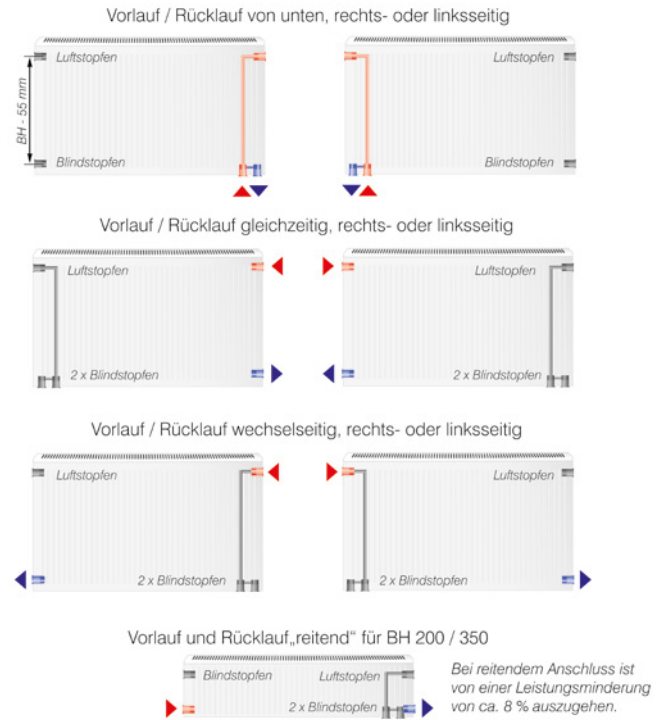 Vorlauf / Rücklauf von unten, rechts- oder linksseitig
Luftstopfen
Luftstopfen
BH - 55 mm
Blindstopfen
Blindstopfen
Vorlauf / Rücklauf gleichzeitig, rechts- oder linksseitig
Luftstopfen
Luftstopfen
2 x Blindstopfen
2 x Blindstopfen
Vorlauf / Rücklauf wechselseitig, rechts- oder linksseitig
Luftstopfen
Luftstopfen
2 x Blindstopfen
2 x Blindstopfen
Vorlauf und Rücklauf„reitend“ für BH 200 / 350
Blindstopfen
Luftstopfen
2 x Blindstopfen
Bei reitendem Anschluss ist
von einer Leistungsminderung
von ca. 8 % auszugehen.